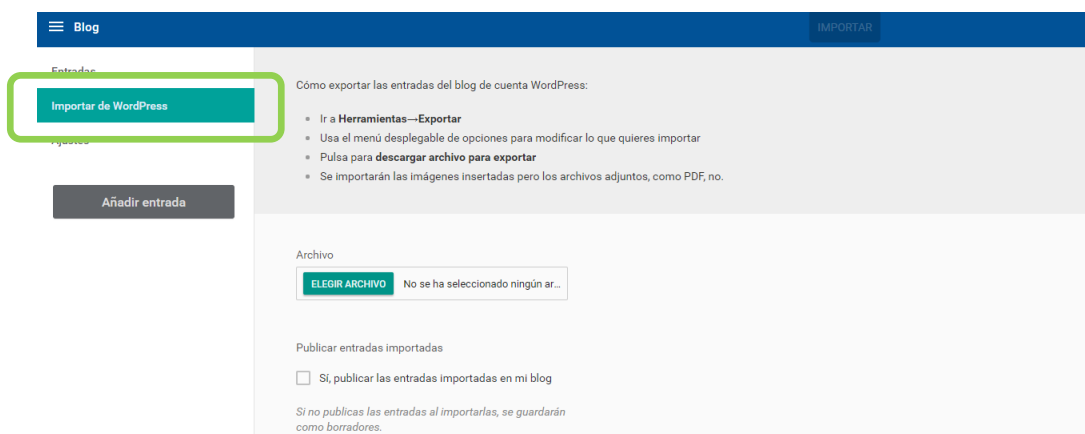 Blog
IMPORTAR
Entradas
Importar de WordPress
Ajustes
Añadir entrada
Cómo exportar las entradas del blog de cuenta WordPress:
Ir a Herramientas→Exportar
Usa el menú desplegable de opciones para modificar lo que quieres importar
Pulsa para descargar archivo para exportar
Se importarán las imágenes insertadas pero los archivos adjuntos, como PDF, no.
Archivo
ELEGIR ARCHIVO No se ha seleccionado ningún ar...
Publicar entradas importadas
Sí, publicar las entradas importadas en mi blog
Si no publicas las entradas al importarlas, se guardarán
como borradores.